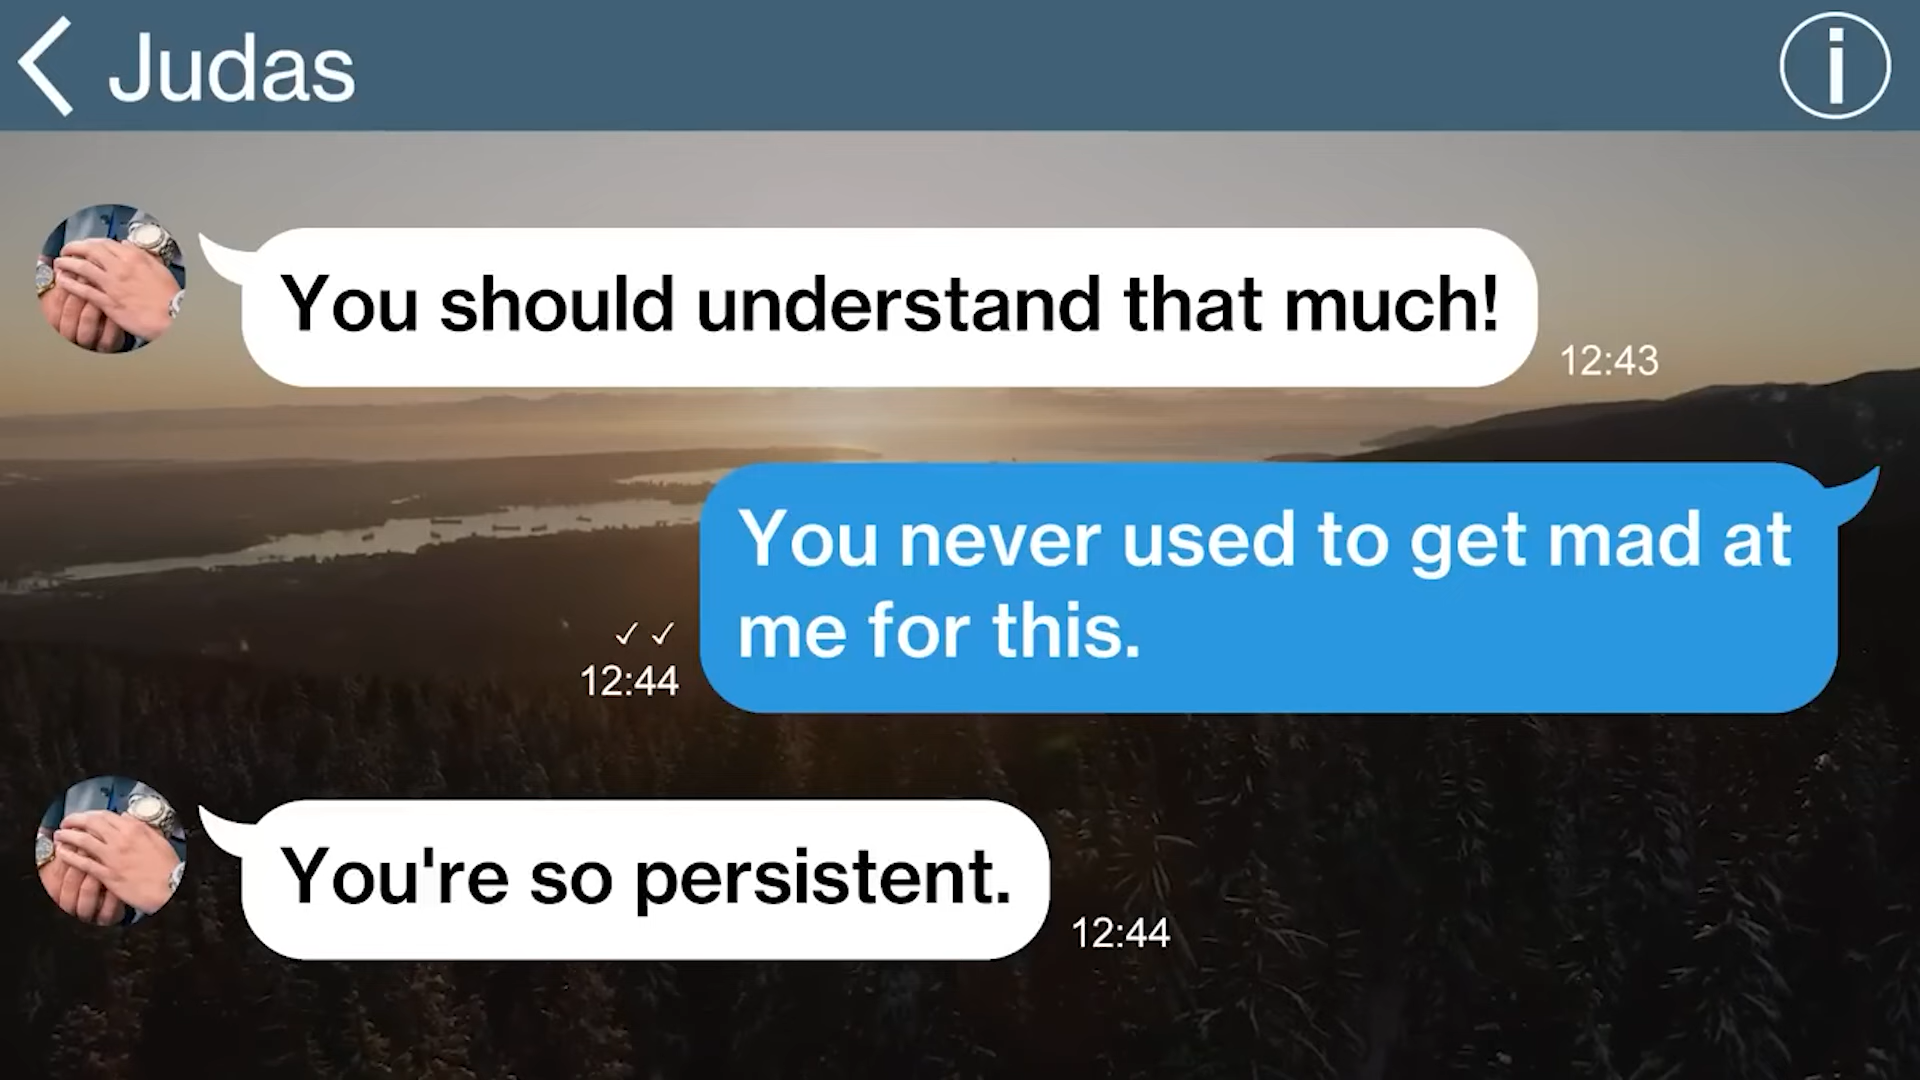 Judas
You should understand that much!
12:43
You never used to get mad at
me for this.
12:44
You're so persistent.
12:44